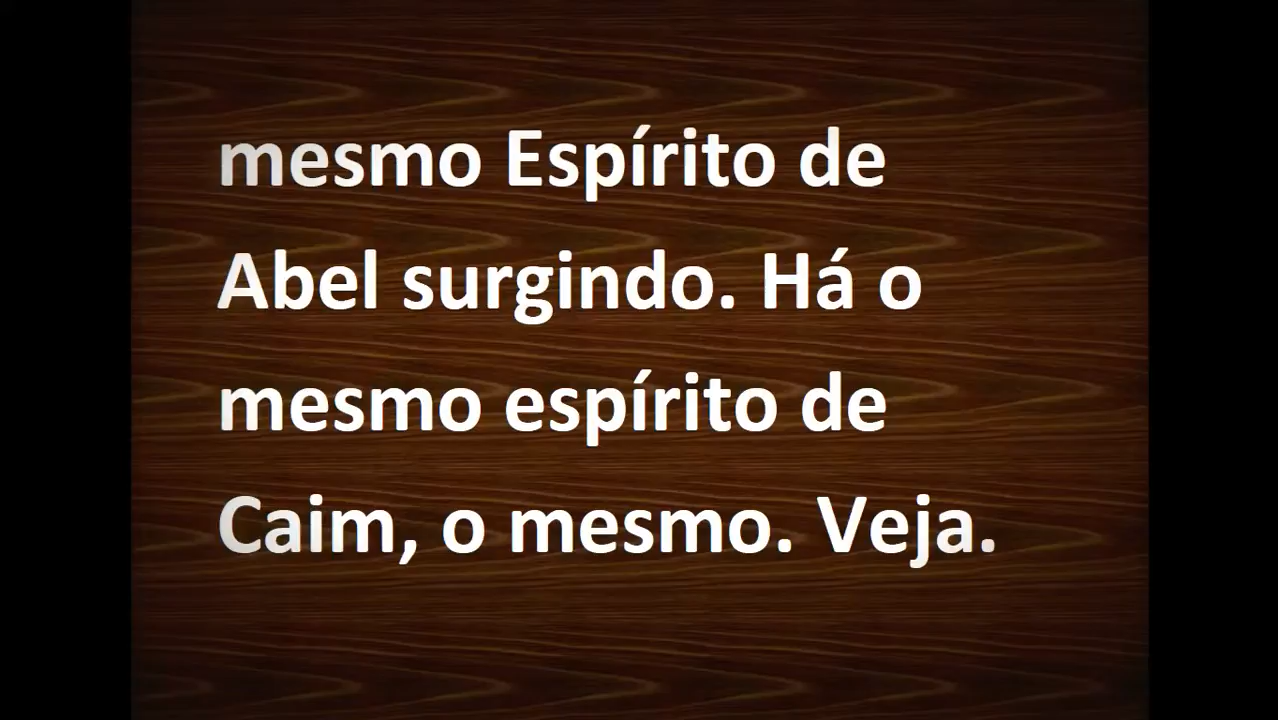 mesmo Espírito de
Abel surgindo. Há o
mesmo espírito de
Caim, o mesmo. Veja.